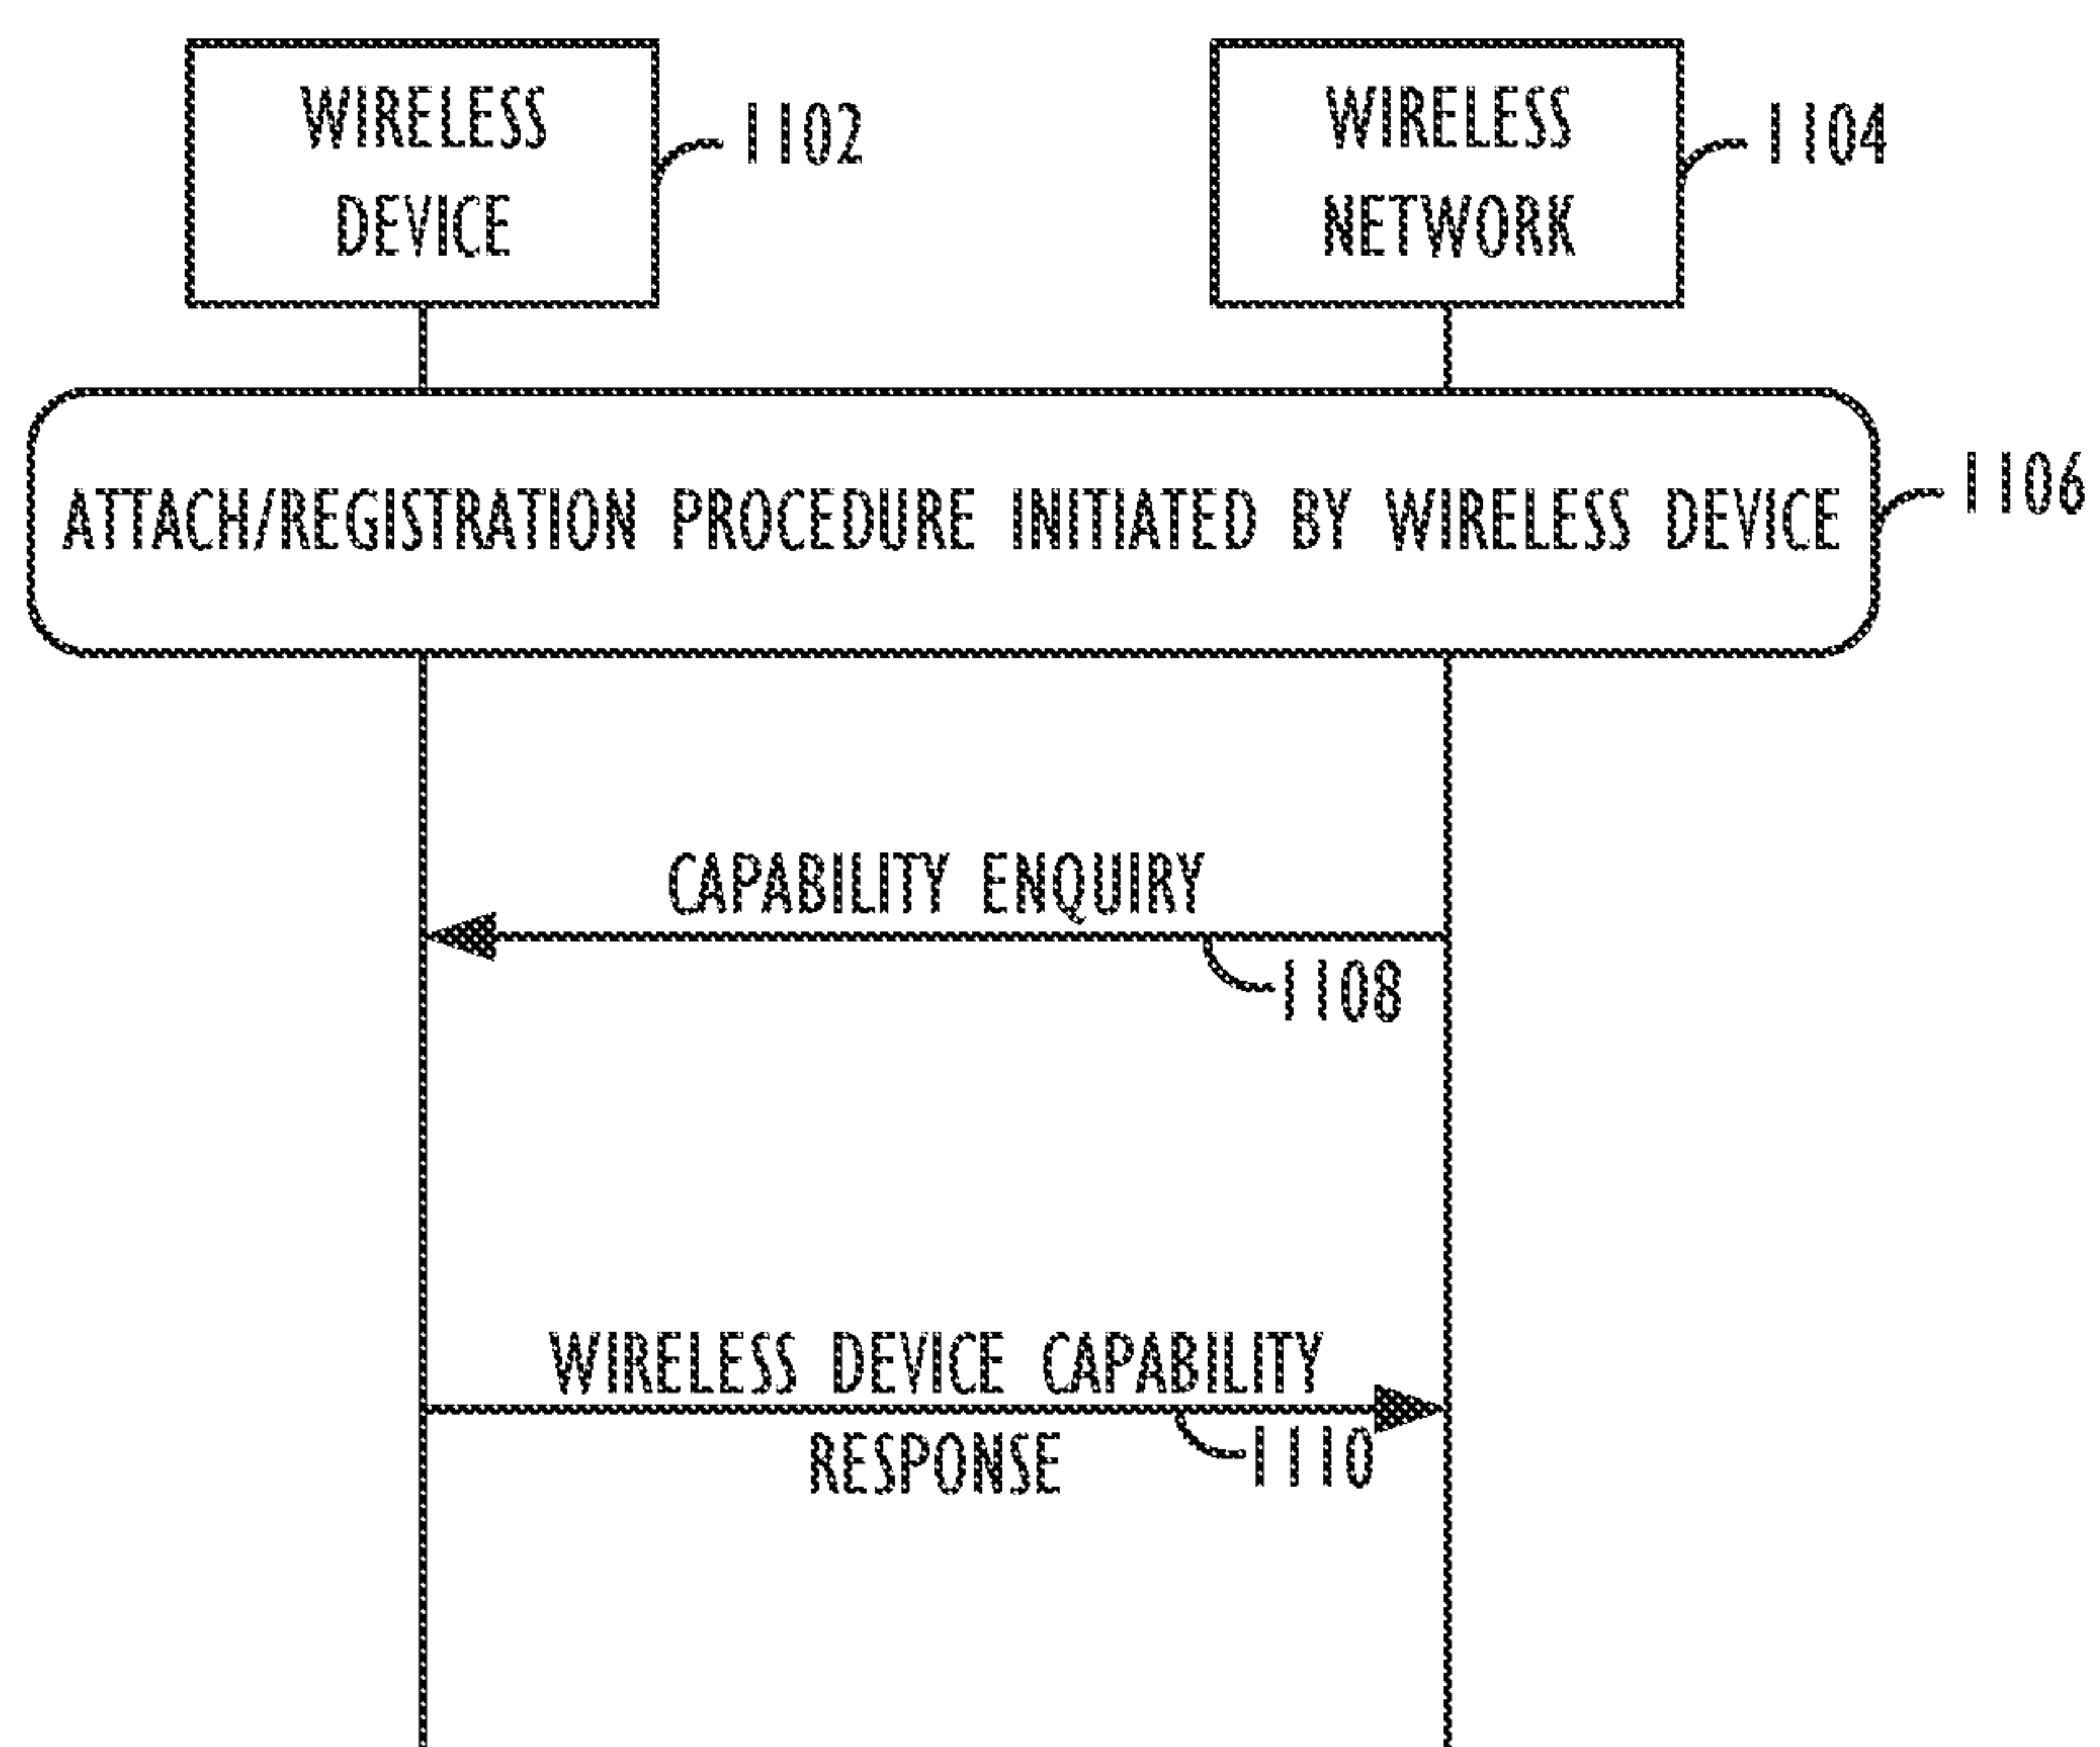 WIRELESS
DEVICE
1102
WIRELESS
NETWORK
1104
ATTACH/REGISTRATION PROCEDURE INITIATED BY WIRELESS DEVICE
1106
CAPABILITY ENQUIRY
1108
WIRELESS DEVICE CAPABILITY
RESPONSE
1110